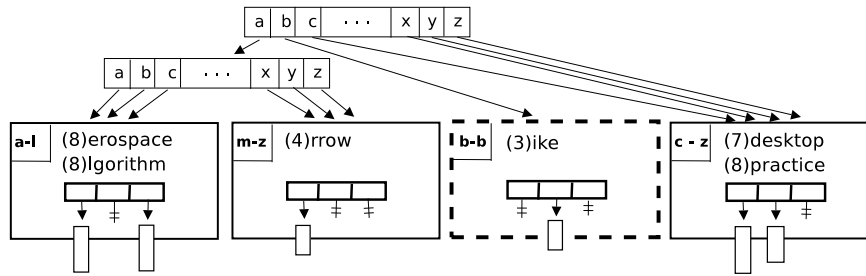 a b c ... x y z
a b c ... x y z
a-l
(8)erospace
(8)lgorithm
m-z
(4)rrow
b-b
(3)ike
c - z
(7)desktop
(8)practice